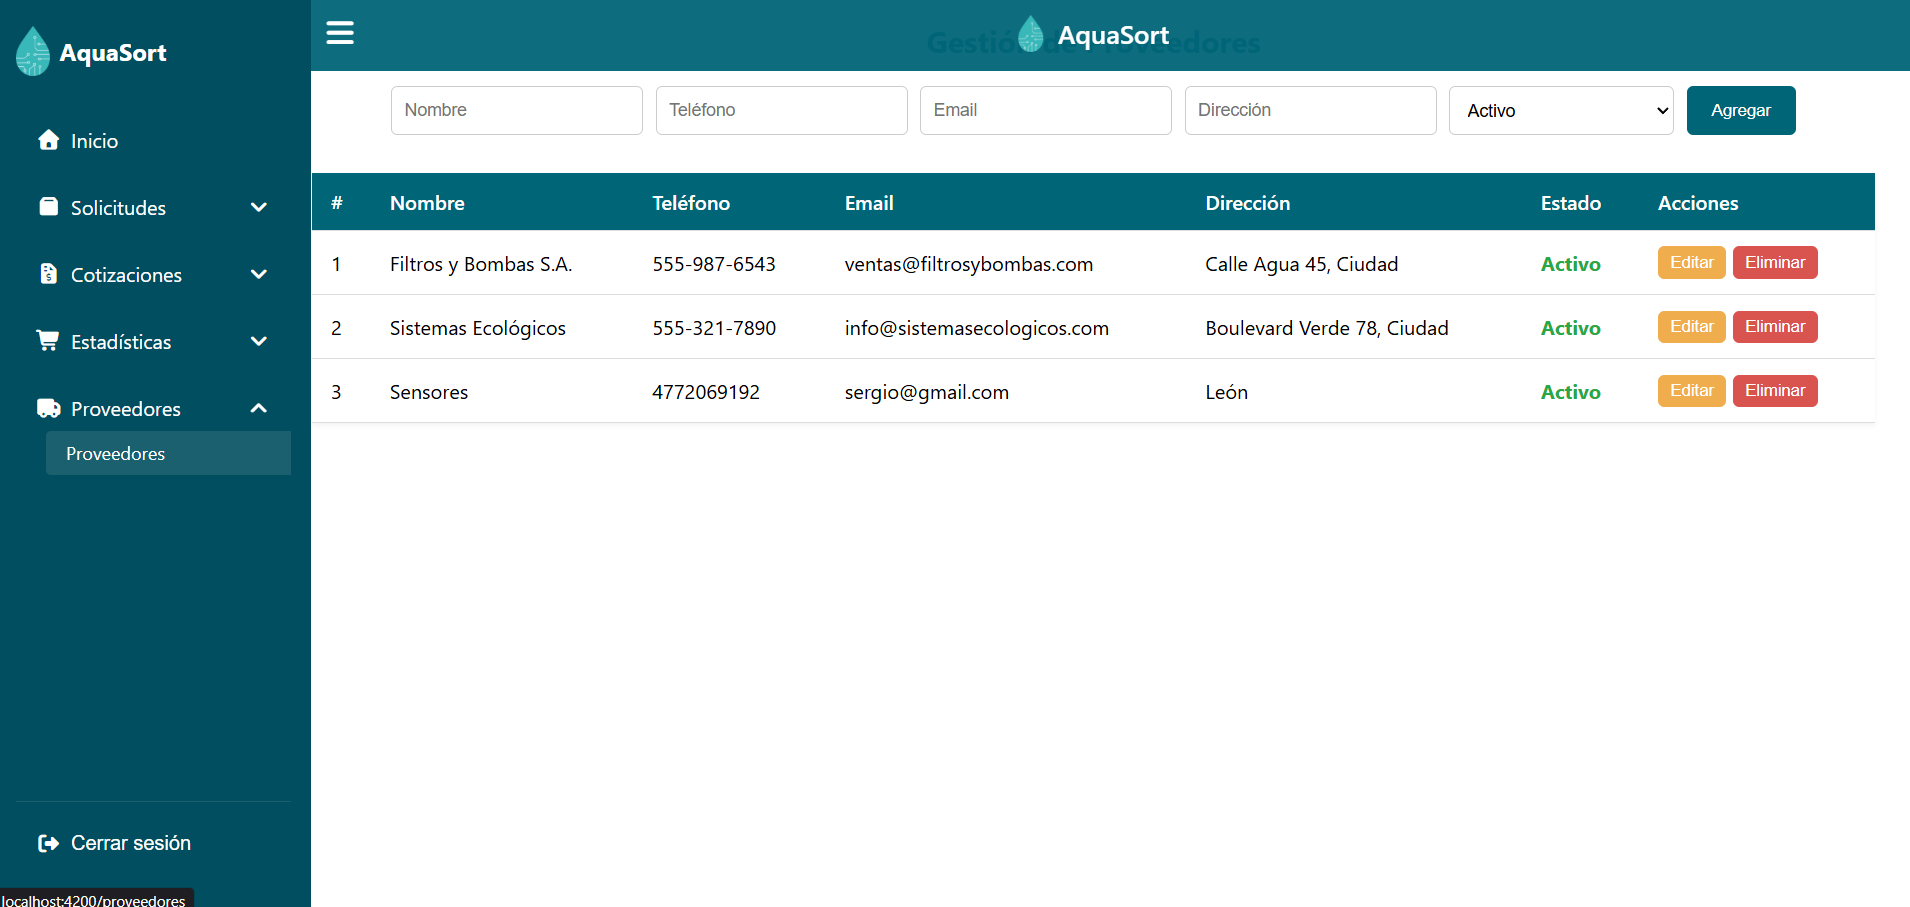 AquaSort
Inicio
Solicitudes
Cotizaciones
Estadísticas
Proveedores
Proveedores
Cerrar sesión
localhost:4200/proveedores
AquaSort
Gestión de Proveedores
Nombre Teléfono Email Dirección Activo Agregar
# Nombre Teléfono Email Dirección Estado Acciones
1 Filtros y Bombas S.A. 555-987-6543 ventas@filtrosybombas.com Calle Agua 45, Ciudad Activo Editar Eliminar
2 Sistemas Ecológicos 555-321-7890 info@sistemasecologicos.com Boulevard Verde 78, Ciudad Activo Editar Eliminar
3 Sensores 4772069192 sergio@gmail.com León Activo Editar Eliminar